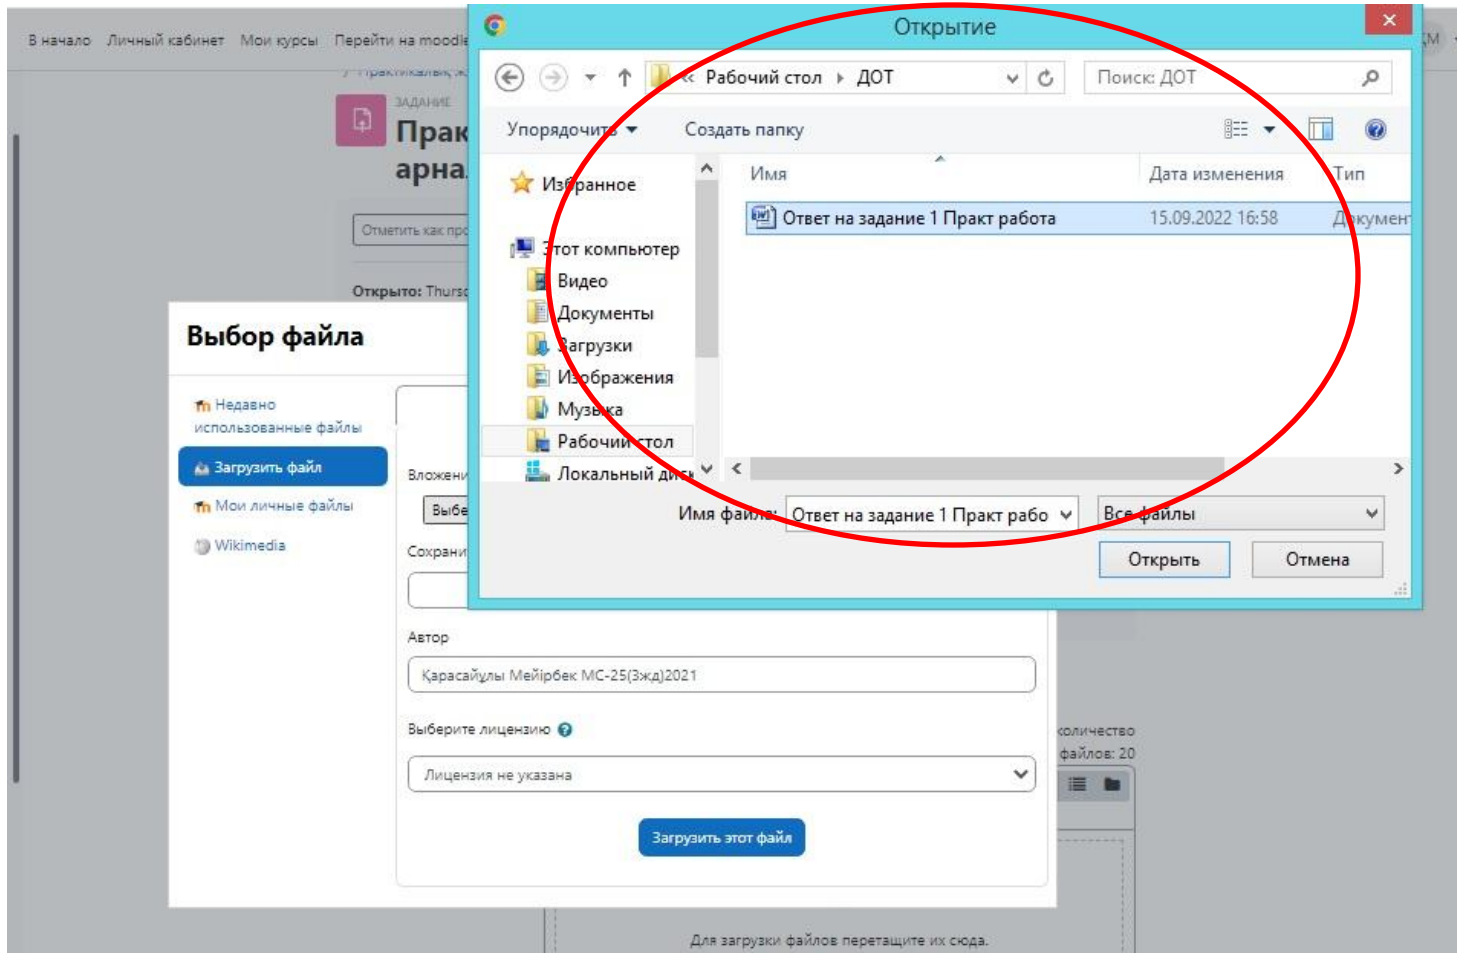 В начало Личный кабинет Мои курсы Перейти на moodle
ЗАДАНИЕ
Прак
арна
Отметить как про
Открыто: Thursd
Открытие
« Рабочий стол ▸ ДОТ
Поиск: ДОТ
Упорядочить Создать папку
Имя Дата изменения Тип
Ответ на задание 1 Практ работа 15.09.2022 16:58 Документ
Избранное
Этот компьютер
Видео
Документы
Загрузки
Изображения
Музыка
Рабочий стол
Локальный диск
Имя файла: Ответ на задание 1 Практ рабо Все файлы
Открыть Отмена
Выбор файла
Недавно
использованные файлы
Загрузить файл
Мои личные файлы
Wikimedia
Вложени
Выбе
Сохрани
Автор
Қарасайұлы Мейірбек МС-25(3жд)2021
Выберите лицензию
Лицензия не указана
Загрузить этот файл
количество
файлов: 20
Для загрузки файлов перетащите их сюда.